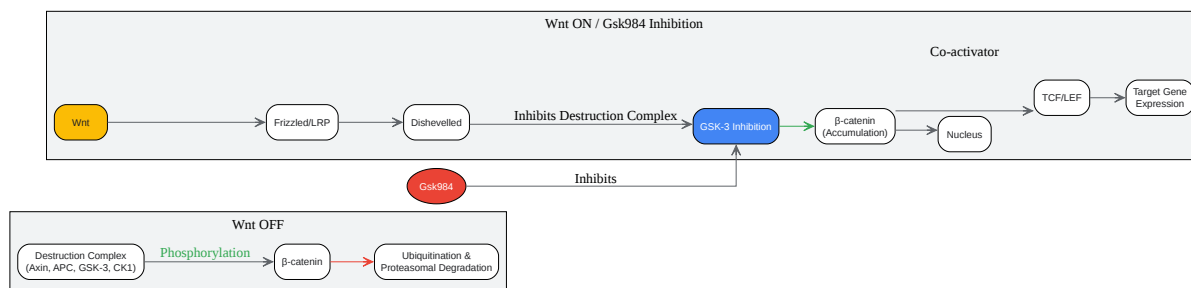 Wnt ON / Gsk984 Inhibition
Co-activator
Wnt
Frizzled/LRP
Dishevelled
Inhibits Destruction Complex
GSK-3 Inhibition
β-catenin
(Accumulation)
Nucleus
TCF/LEF
Target Gene
Expression
Gsk984
Inhibits
Wnt OFF
Destruction Complex
(Axin, APC, GSK-3, CK1)
Phosphorylation
β-catenin
Ubiquitination &
Proteasomal Degradation